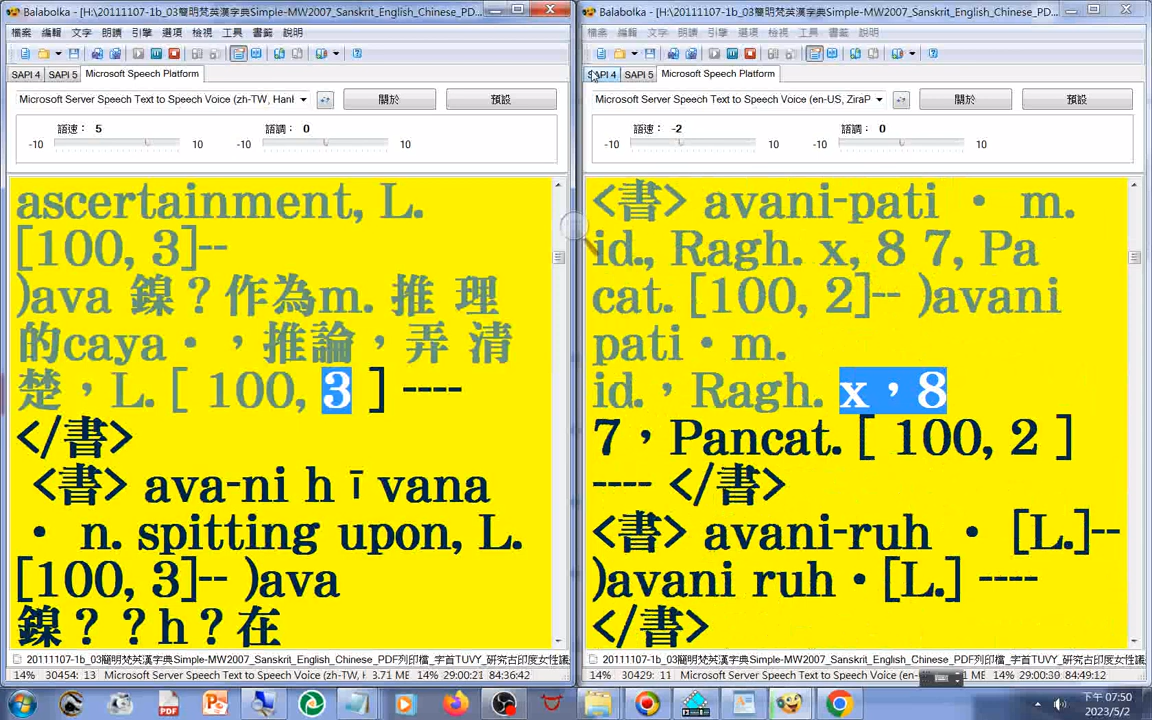 Balabolka - [H:\20111107-1b_03簡明梵英漢字典Simple-MW2007_Sanskrit_English_Chinese_PD...
檔案 編輯 文字 朗讀 引擎 選項 檢視 工具 書籤 說明
SAPI 4 SAPI 5 Microsoft Speech Platform
Microsoft Server Speech Text to Speech Voice (zh-TW, Hanl 關於 預設
語速： 5 語調： 0
-10 10 -10 10
ascertainment, L.
[100, 3]--
)ava 鎳？作為m. 推 理
的caya•，推論，弄 清
楚，L. [ 100, 3 ] ----
</書>
<書> ava-ni h ī vana
• n. spitting upon, L.
[100, 3]-- )ava
鎳？？h？在
20111107-1b_03簡明梵英漢字典Simple-MW2007_Sanskrit_English_Chinese_PDF列印檔_字首TUVY_研究古印度女性議
14% 30454: 13 Microsoft Server Speech Text to Speech Voice (zh-TW, H 3.71 MB 14% 29:00:21 84:36:42
Balabolka - [H:\20111107-1b_03簡明梵英漢字典Simple-MW2007_Sanskrit_English_Chinese_PD...
檔案 編輯 文字 朗讀 引擎 選項 檢視 工具 書籤 說明
SAPI 4 SAPI 5 Microsoft Speech Platform
Microsoft Server Speech Text to Speech Voice (en-US, ZiraP 關於 預設
語速： -2 語調： 0
-10 10 -10 10
<書> avani-pati • m.
id., Ragh. x, 8 7, Pa
cat. [100, 2]-- )avani
pati•m.
id.，Ragh. x，8
7，Pancat. [ 100, 2 ]
---- </書>
<書> avani-ruh • [L.]--
)avani ruh•[L.] ----
</書>
20111107-1b_03簡明梵英漢字典Simple-MW2007_Sanskrit_English_Chinese_PDF列印檔_字首TUVY_研究古印度女性議
14% 30429: 11 Microsoft Server Speech Text to Speech Voice 14% 29:00:30 84:49:12
下午 07:50
2023/5/2